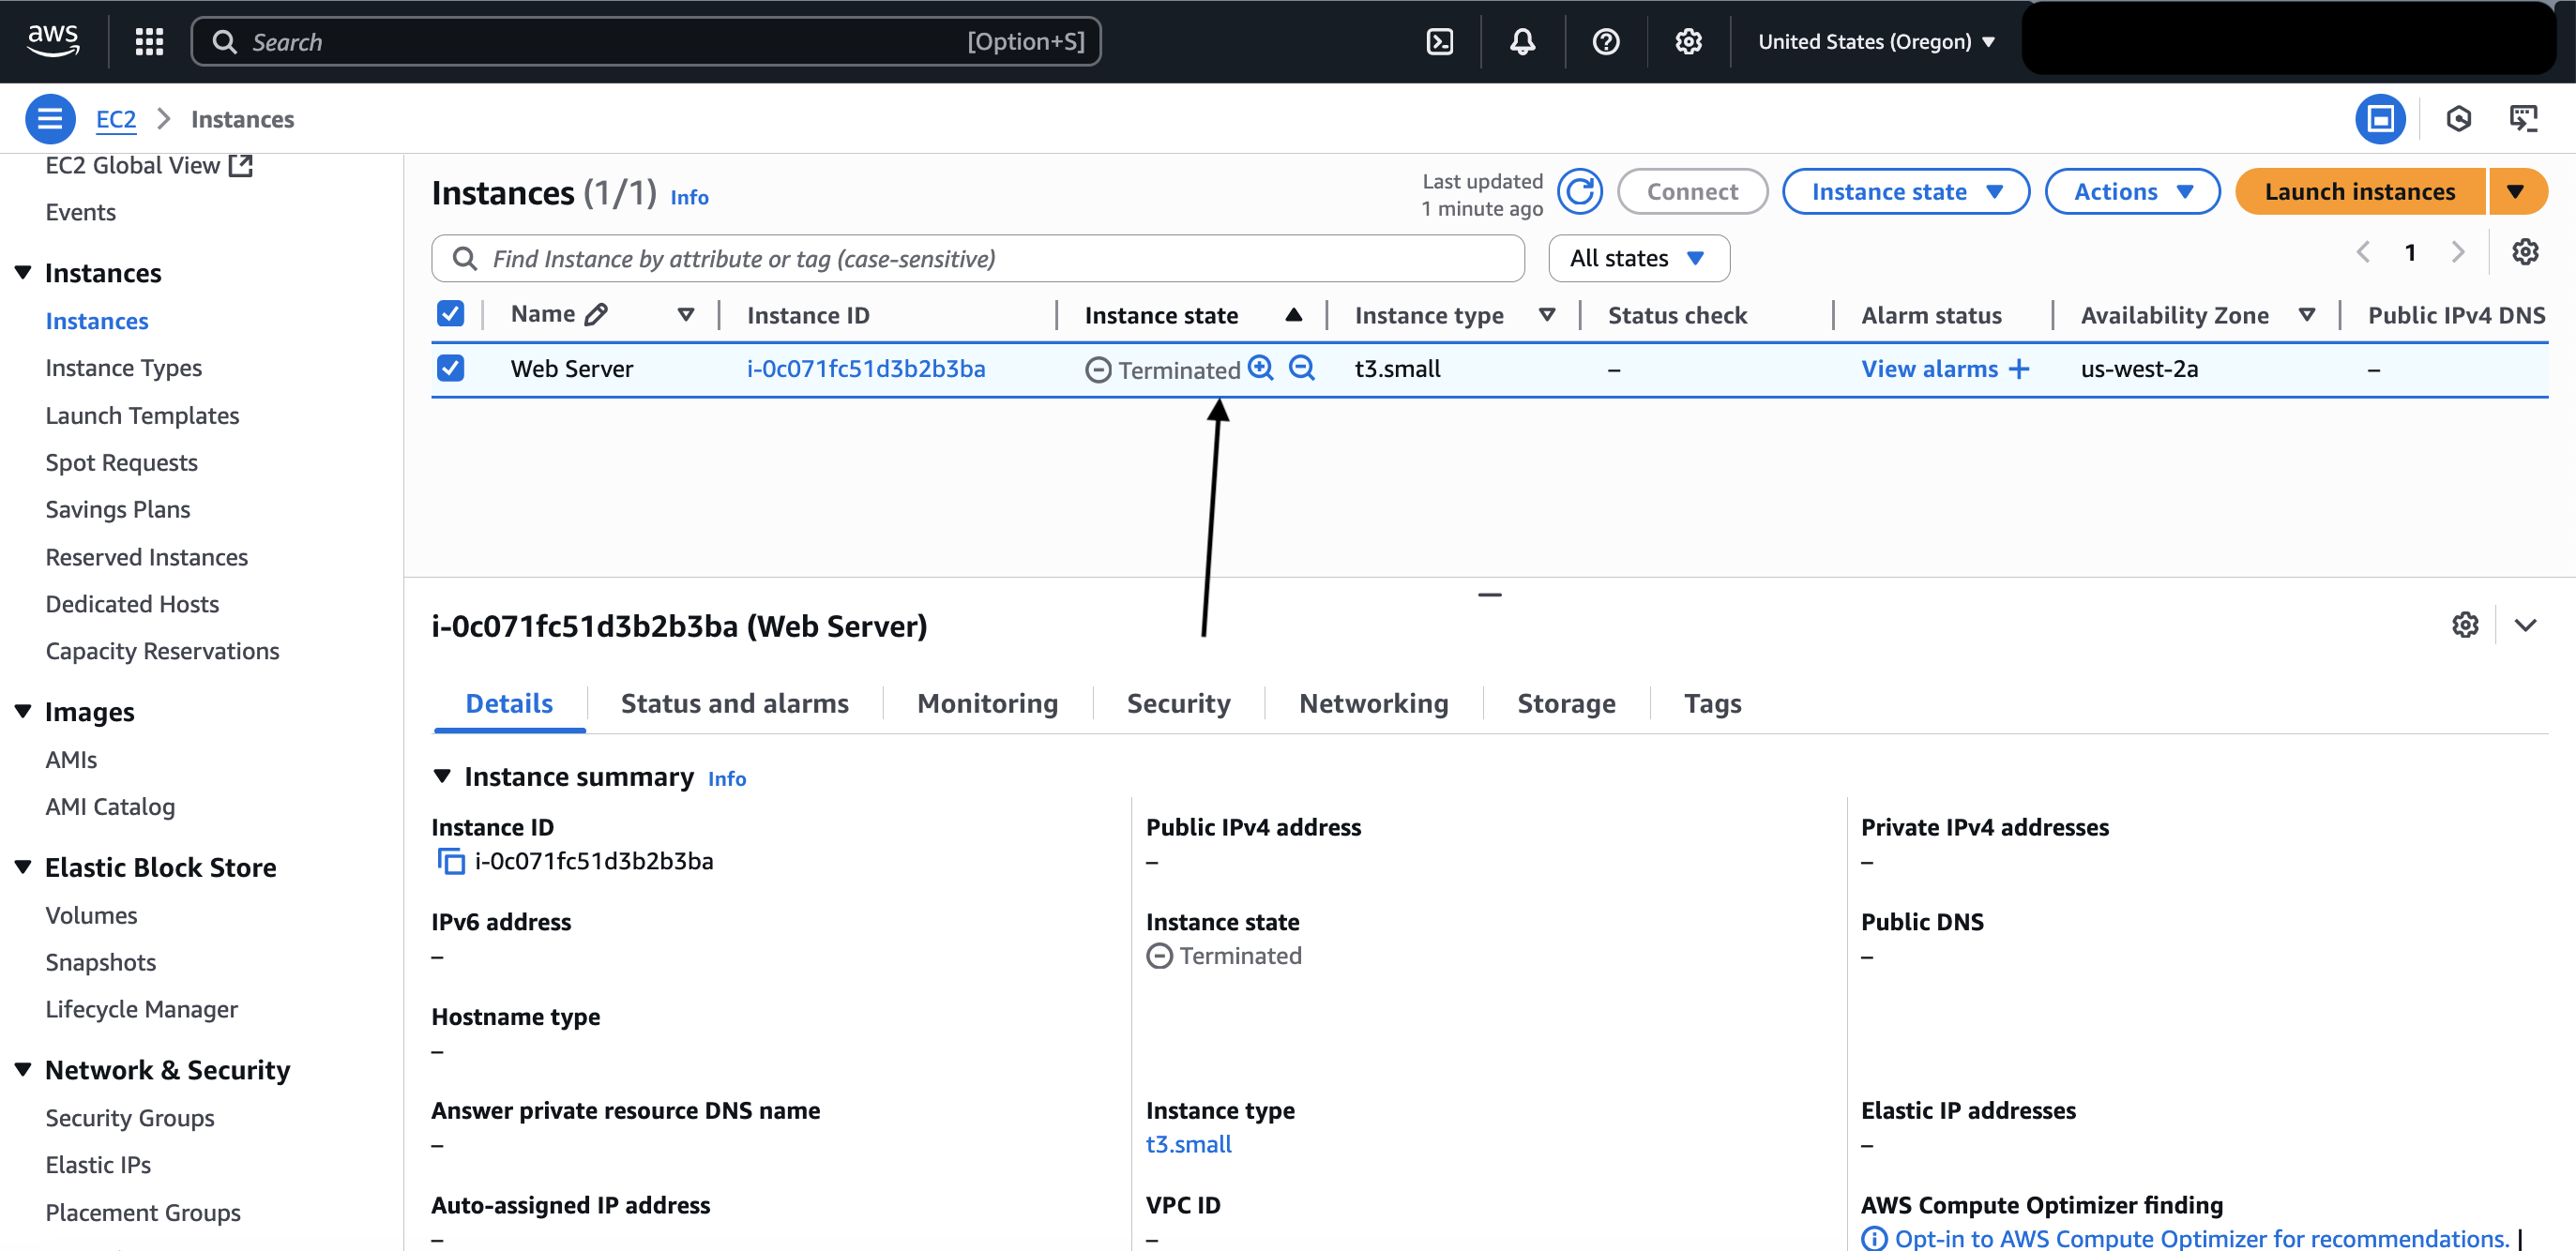 aws
Search [Option+S]
United States (Oregon)
EC2 Instances
EC2 Global View
Events
Instances
Instances
Instance Types
Launch Templates
Spot Requests
Savings Plans
Reserved Instances
Dedicated Hosts
Capacity Reservations
Images
AMIs
AMI Catalog
Elastic Block Store
Volumes
Snapshots
Lifecycle Manager
Network & Security
Security Groups
Elastic IPs
Placement Groups
Instances (1/1) Info
Last updated
1 minute ago
Connect
Instance state
Actions
Launch instances
Find Instance by attribute or tag (case-sensitive)
All states
1
Name Instance ID Instance state Instance type Status check Alarm status Availability Zone Public IPv4 DNS
Web Server i-0c071fc51d3b2b3ba Terminated t3.small – View alarms + us-west-2a –
i-0c071fc51d3b2b3ba (Web Server)
Details Status and alarms Monitoring Security Networking Storage Tags
Instance summary Info
Instance ID
i-0c071fc51d3b2b3ba
Public IPv4 address
–
Private IPv4 addresses
–
IPv6 address
–
Instance state
Terminated
Public DNS
–
Hostname type
–
Answer private resource DNS name
–
Instance type
t3.small
Elastic IP addresses
–
Auto-assigned IP address
–
VPC ID
–
AWS Compute Optimizer finding
Opt-in to AWS Compute Optimizer for recommendations. |